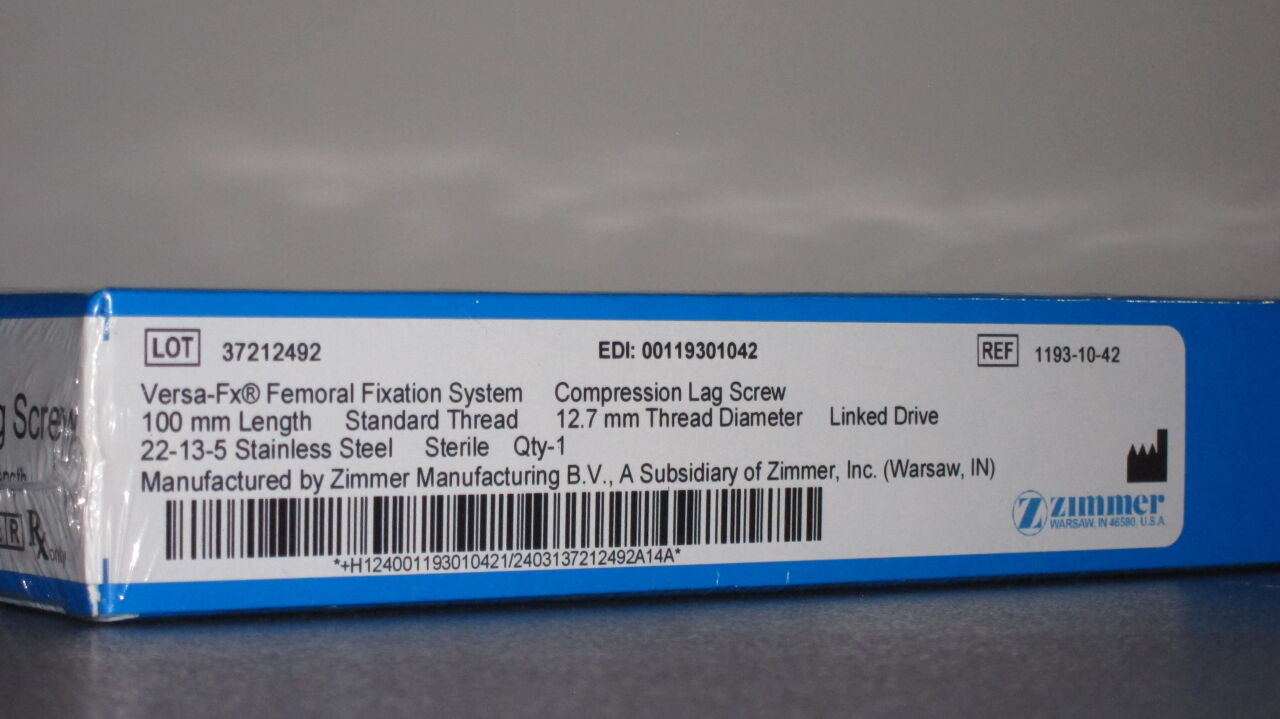 LOT 37212492 EDI: 00119301042 REF 1193-10-42
Versa-Fx® Femoral Fixation System Compression Lag Screw
100 mm Length Standard Thread 12.7 mm Thread Diameter Linked Drive
22-13-5 Stainless Steel Sterile Qty-1
Manufactured by Zimmer Manufacturing B.V., A Subsidiary of Zimmer, Inc. (Warsaw, IN)
*+H124001193010421/2403137212492A14A*
zimmer
WARSAW, IN 46580, U.S.A.
Screw
Rx only